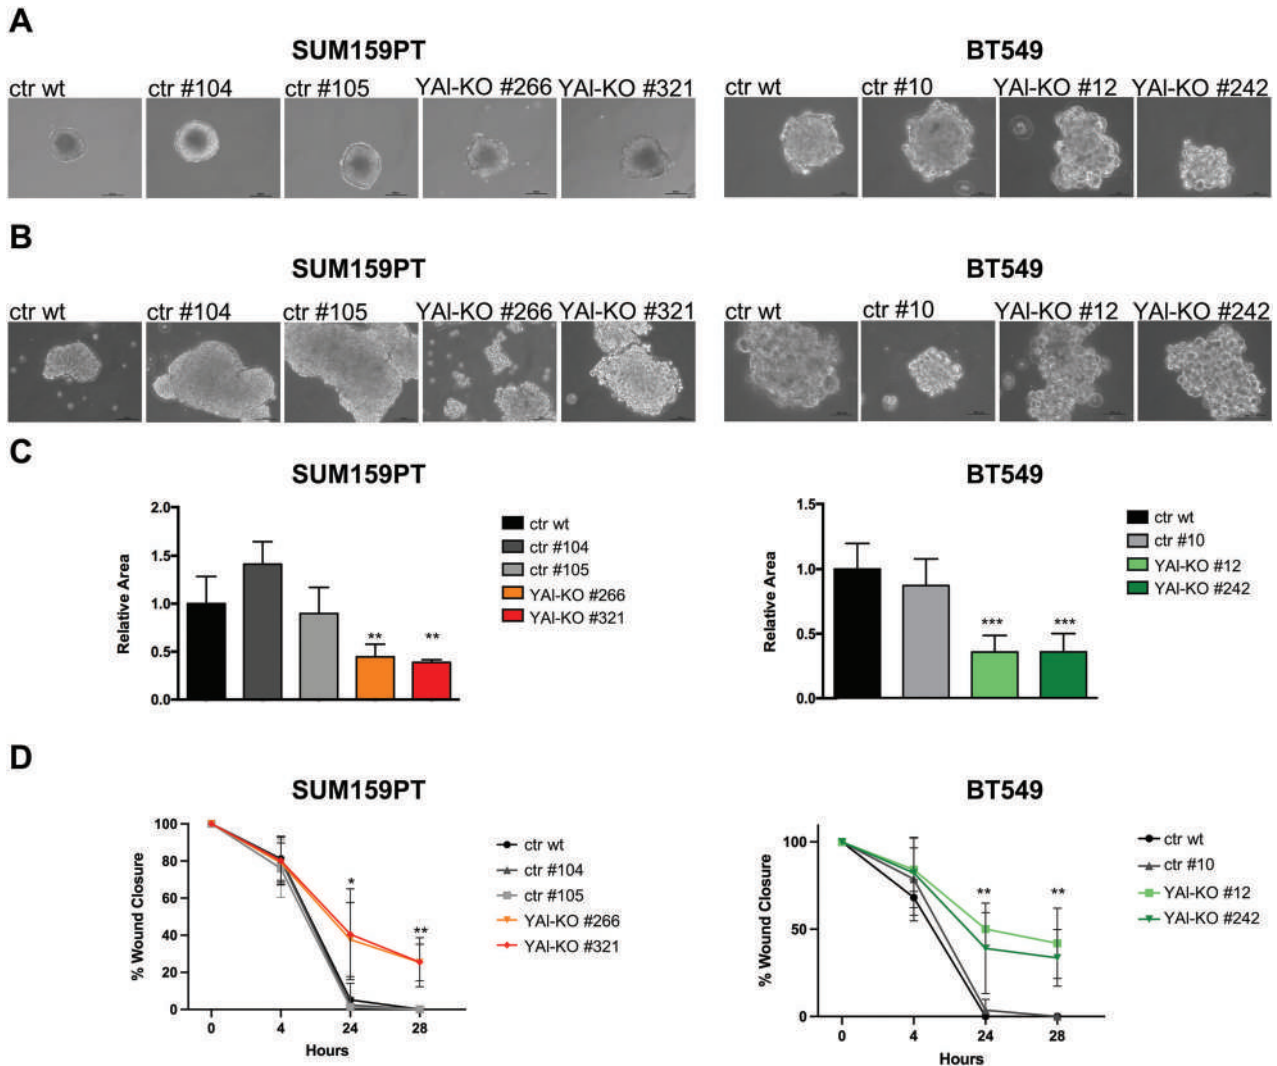 A
SUM159PT
BT549
ctr wt
ctr #104
ctr #105
YAI-KO #266
YAI-KO #321
ctr wt
ctr #10
YAI-KO #12
YAI-KO #242
B
SUM159PT
BT549
ctr wt
ctr #104
ctr #105
YAI-KO #266
YAI-KO #321
ctr wt
ctr #10
YAI-KO #12
YAI-KO #242
C
SUM159PT
Relative Area
2.0
1.5
1.0
0.5
0.0
**
**
ctr wt
ctr #104
ctr #105
YAI-KO #266
YAI-KO #321
BT549
Relative Area
1.5
1.0
0.5
0.0
***
***
ctr wt
ctr #10
YAI-KO #12
YAI-KO #242
D
SUM159PT
% Wound Closure
100
80
60
40
20
0
*
**
0 4 24 28
Hours
ctr wt
ctr #104
ctr #105
YAI-KO #266
YAI-KO #321
BT549
% Wound Closure
100
50
0
**
**
0 4 24 28
Hours
ctr wt
ctr #10
YAI-KO #12
YAI-KO #242